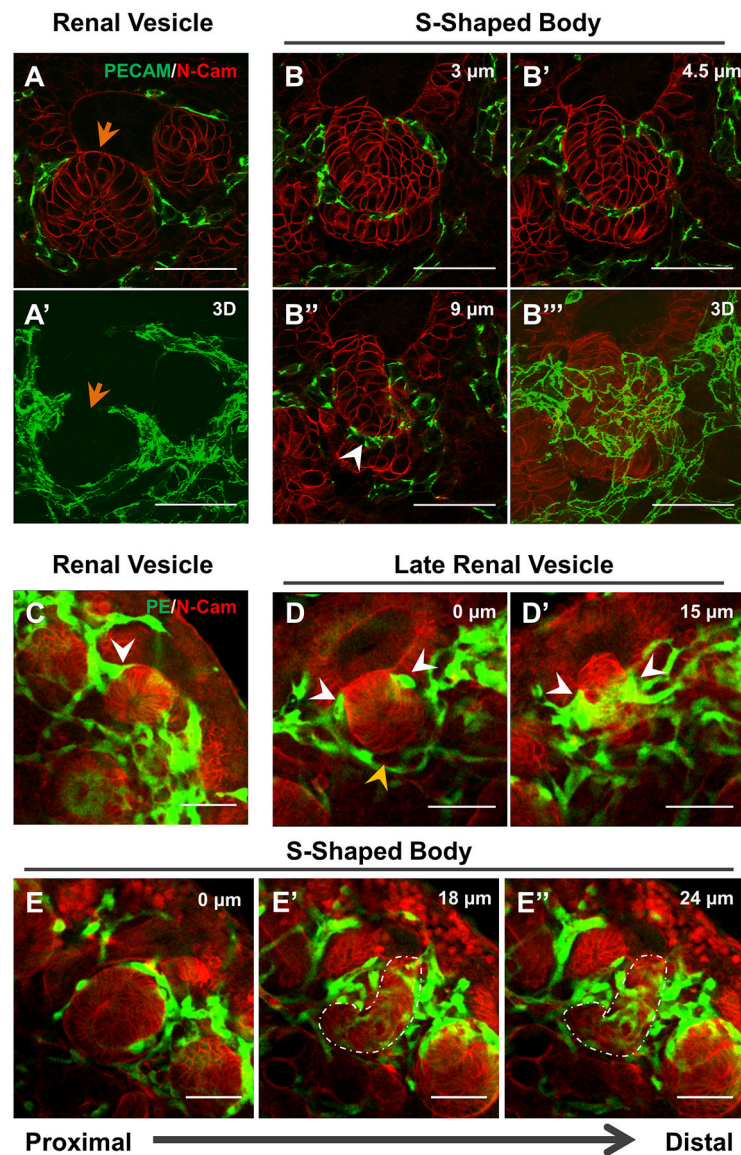 Renal Vesicle
S-Shaped Body
A
PECAM/N-Cam
B
3 µm
B'
4.5 µm
A'
3D
B''
9 µm
B'''
3D
Renal Vesicle
Late Renal Vesicle
C
PE/N-Cam
D
0 µm
D'
15 µm
S-Shaped Body
E
0 µm
E'
18 µm
E''
24 µm
Proximal
Distal